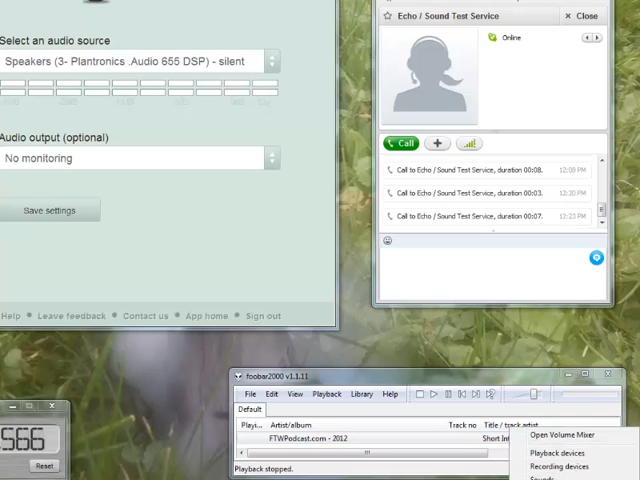 Select an audio source
Speakers (3- Plantronics .Audio 655 DSP) - silent
Audio output (optional)
No monitoring
Save settings
Help • Leave feedback • Contact us • App home • Sign out
Echo / Sound Test Service
× Close
Online
Call
Call to Echo / Sound Test Service, duration 00:08. 12:09 PM
Call to Echo / Sound Test Service, duration 00:03. 12:20 PM
Call to Echo / Sound Test Service, duration 00:07. 12:23 PM
566
Reset
foobar2000 v1.1.11
File Edit View Playback Library Help
Default
Playi... Artist/album Track no Title / track artist
FTWPodcast.com - 2012 Short Int
Playback stopped.
Open Volume Mixer
Playback devices
Recording devices
Sounds